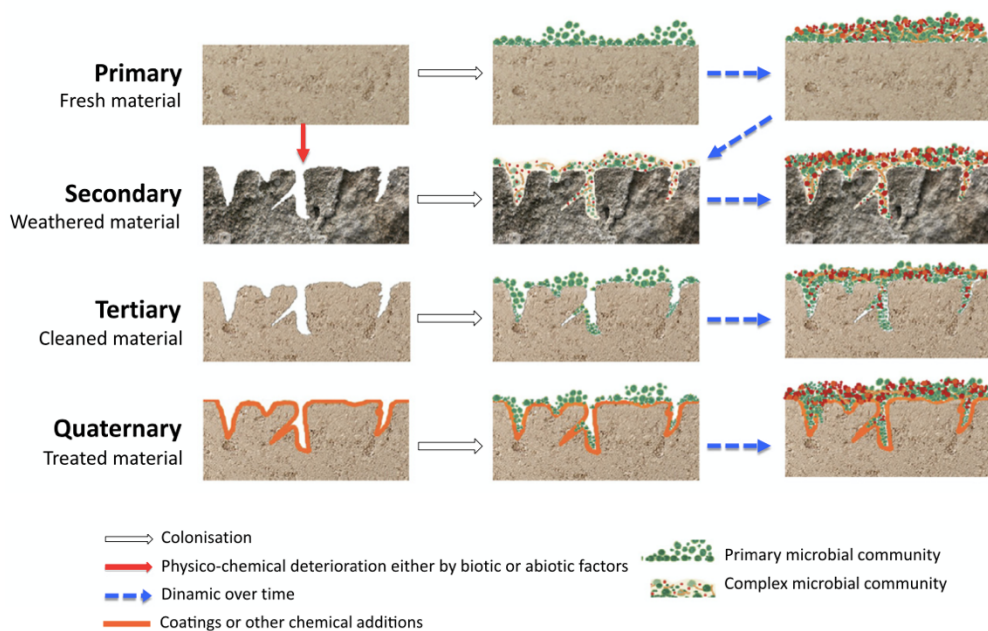 Primary
Fresh material
Secondary
Weathered material
Tertiary
Cleaned material
Quaternary
Treated material
Colonisation
Physico-chemical deterioration either by biotic or abiotic factors
Dinamic over time
Coatings or other chemical additions
Primary microbial community
Complex microbial community